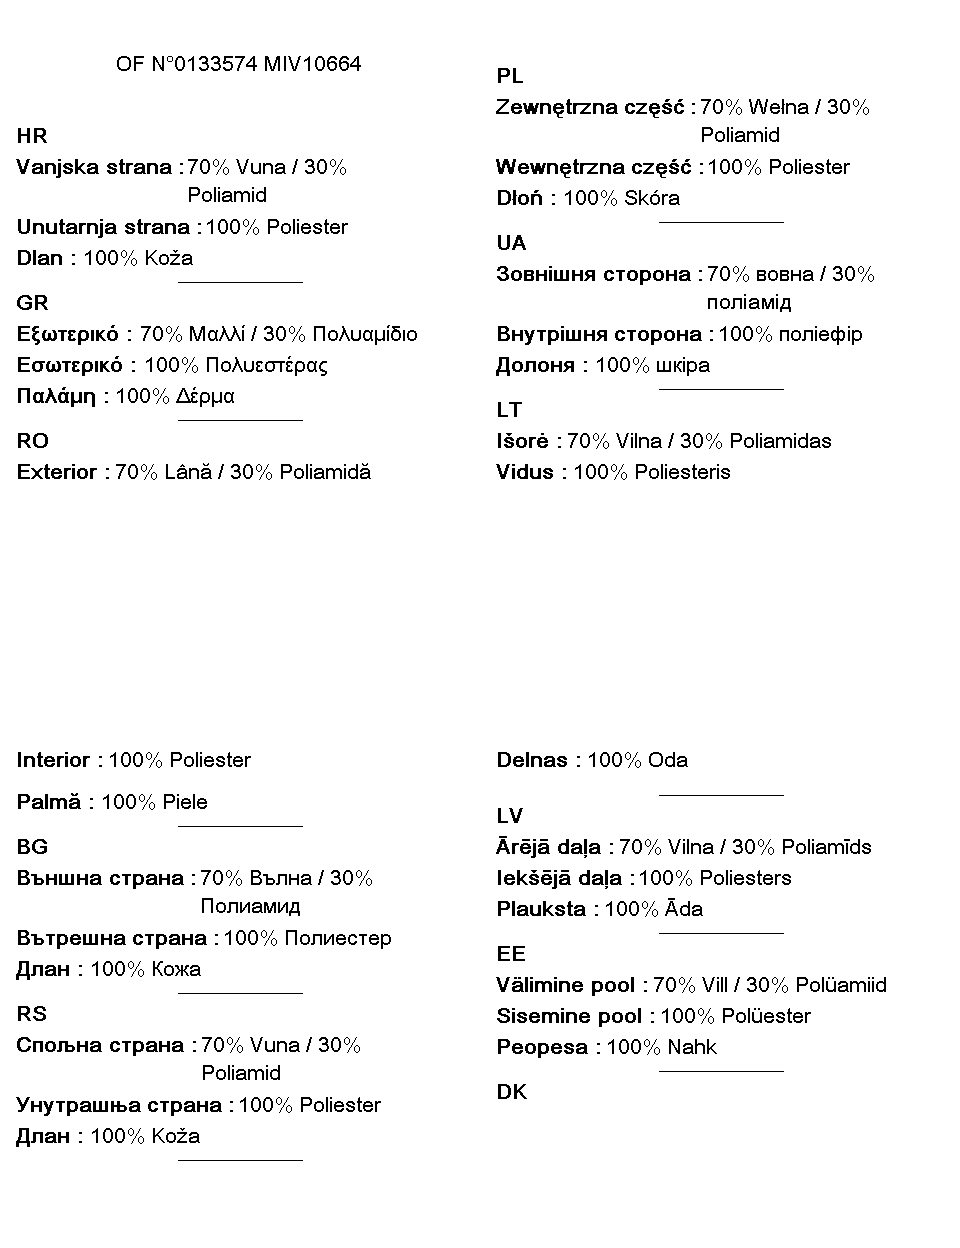 OF N°0133574 MIV10664
HR
Vanjska strana : 70% Vuna / 30%
Poliamid
Unutarnja strana : 100% Poliester
Dlan : 100% Koža
GR
Εξωτερικό : 70% Μαλλί / 30% Πολυαμίδιο
Εσωτερικό : 100% Πολυεστέρας
Παλάμη : 100% Δέρμα
RO
Exterior : 70% Lână / 30% Poliamidă
Interior : 100% Poliester
Palmă : 100% Piele
BG
Външна страна : 70% Вълна / 30%
Полиамид
Вътрешна страна : 100% Полиестер
Длан : 100% Кожа
RS
Спољна страна : 70% Vuna / 30%
Poliamid
Унутрашња страна : 100% Poliester
Длан : 100% Koža
PL
Zewnętrzna część : 70% Wełna / 30%
Poliamid
Wewnętrzna część : 100% Poliester
Dłoń : 100% Skóra
UA
Зовнішня сторона : 70% вовна / 30%
поліамід
Внутрішня сторона : 100% поліефір
Долоня : 100% шкіра
LT
Išorė : 70% Vilna / 30% Poliamidas
Vidus : 100% Poliesteris
Delnas : 100% Oda
LV
Ārējā daļa : 70% Vilna / 30% Poliamīds
Iekšējā daļa : 100% Poliesters
Plauksta : 100% Āda
EE
Välimine pool : 70% Vill / 30% Polüamiid
Sisemine pool : 100% Polüester
Peopesa : 100% Nahk
DK